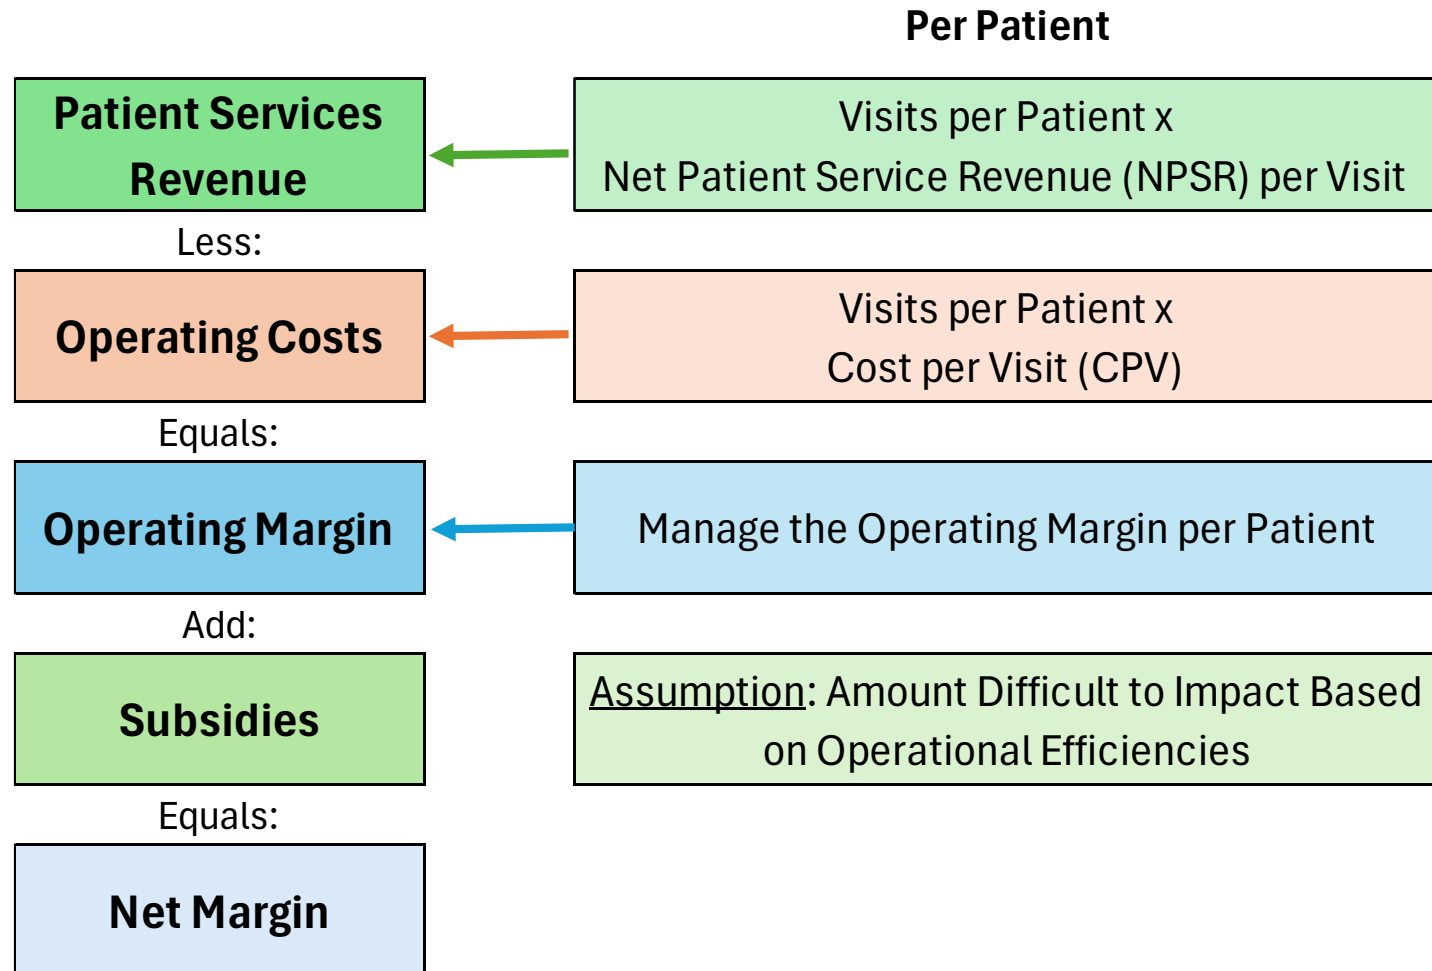 Per Patient
Patient Services
Revenue
Visits per Patient x
Net Patient Service Revenue (NPSR) per Visit
Less:
Operating Costs
Visits per Patient x
Cost per Visit (CPV)
Equals:
Operating Margin
Manage the Operating Margin per Patient
Add:
Subsidies
Assumption: Amount Difficult to Impact Based
on Operational Efficiencies
Equals:
Net Margin